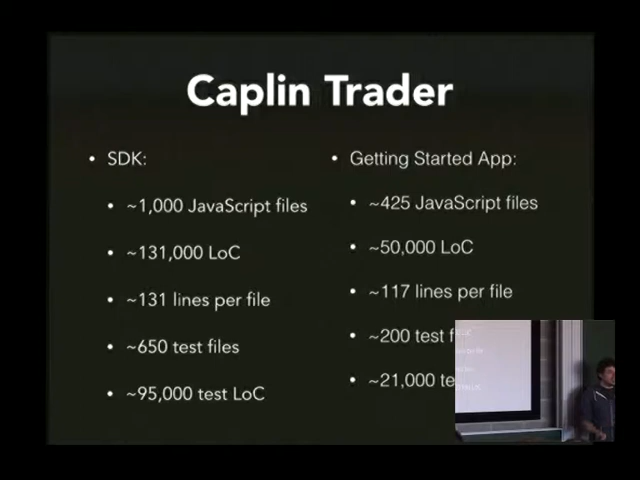 Caplin Trader
• SDK:
• ~1,000 JavaScript files
• ~131,000 LoC
• ~131 lines per file
• ~650 test files
• ~95,000 test LoC
• Getting Started App:
• ~425 JavaScript files
• ~50,000 LoC
• ~117 lines per file
• ~200 test
• ~21,000